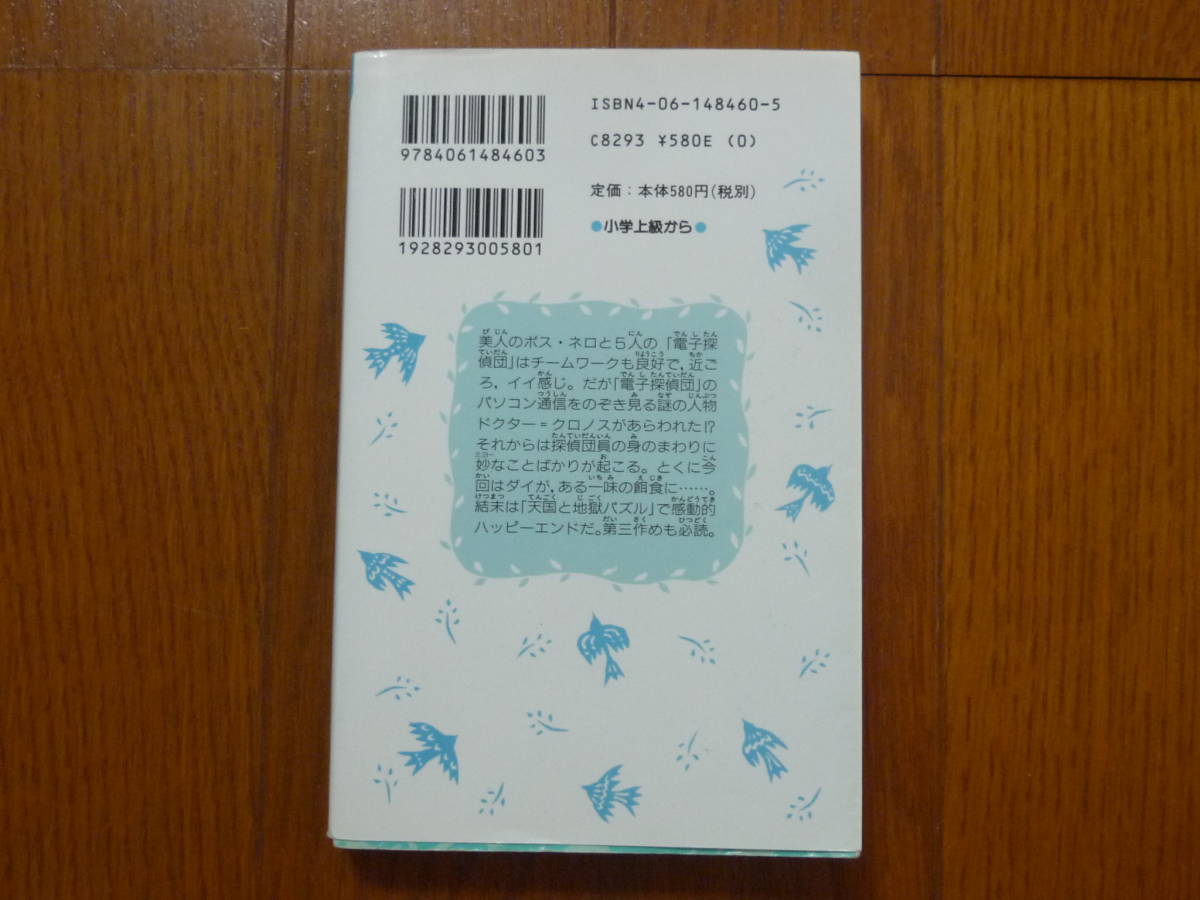 ISBN4-06-148460-5
C8293 ¥580E (0)
9784061484603
定価：本体580円(税別)
●小学上級から●
1928293005801
美人のボス・ネロと5人の「電子探
偵団」はチームワークも良好で，近ご
ろ，イイ感じ。だが「電子探偵団」の
パソコン通信をのぞき見る謎の人物
ドクター＝クロノスがあらわれた!?
それからは探偵団員の身のまわりに
妙なことばかりが起こる。とくに今
回はダイが，ある一味の餌食に……。
結末は「天国と地獄パズル」で感動的
ハッピーエンドだ。第三作めも必読。